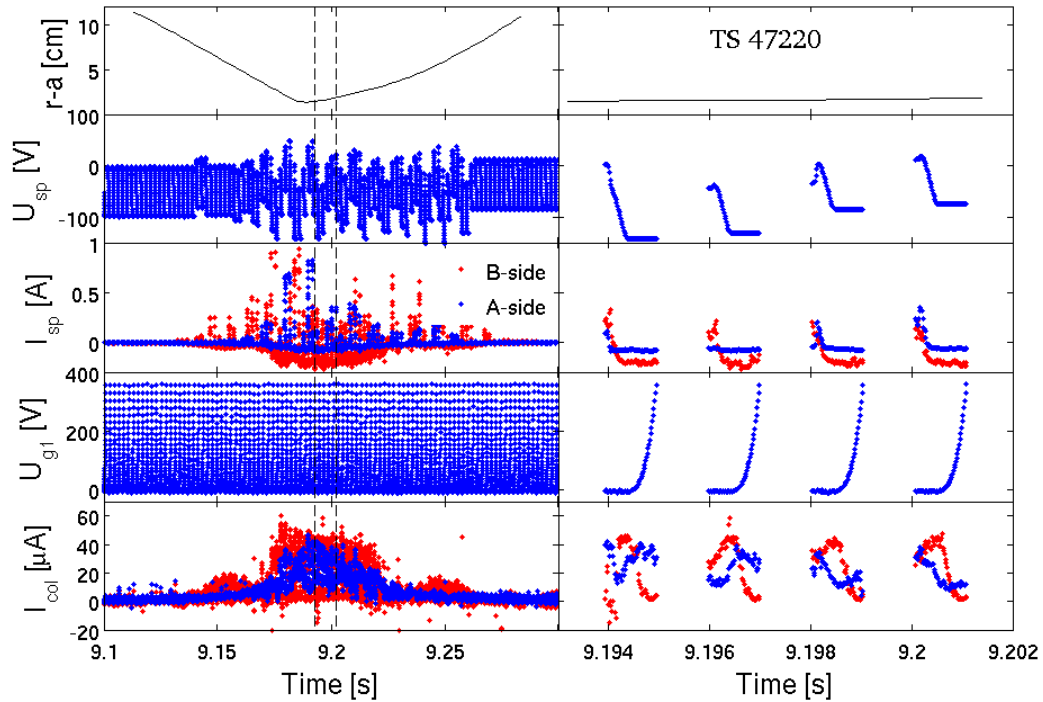 12
10
5
0
r-a [cm]
TS 47220
100
0
-100
U_sp [V]
1
0.5
0
I_sp [A]
B-side
A-side
400
200
0
U_g1 [V]
60
40
20
0
-20
I_col [μA]
9.1 9.15 9.2 9.25
Time [s]
9.194 9.196 9.198 9.2 9.202
Time [s]